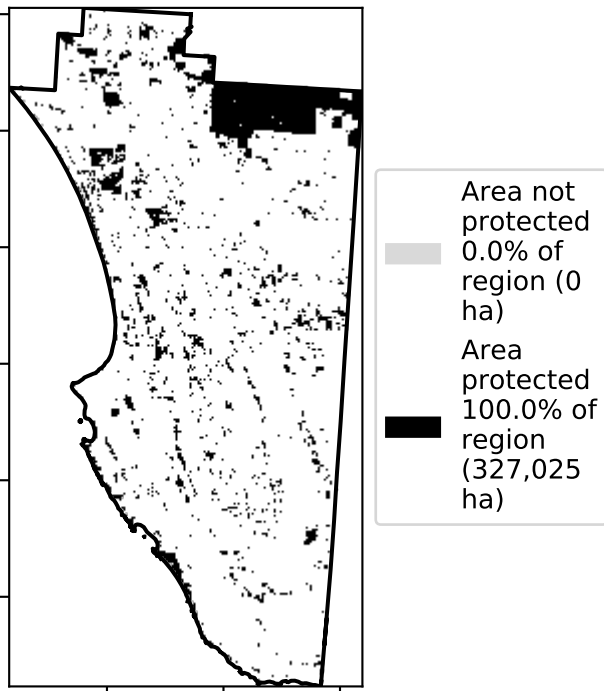 Area not
protected
0.0% of
region (0
ha)
Area
protected
100.0% of
region
(327,025
ha)